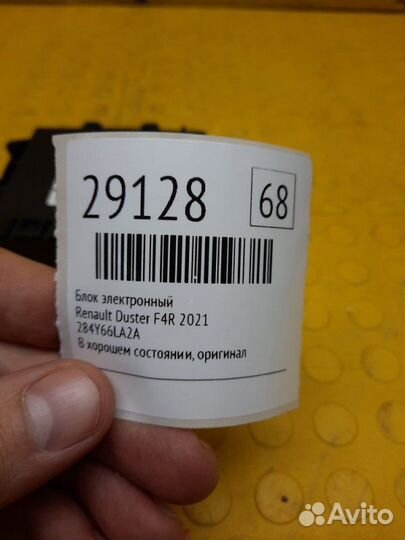 29128
68
Блок электронный
Renault Duster F4R 2021
284Y66LA2A
В хорошем состоянии, оригинал
Avito